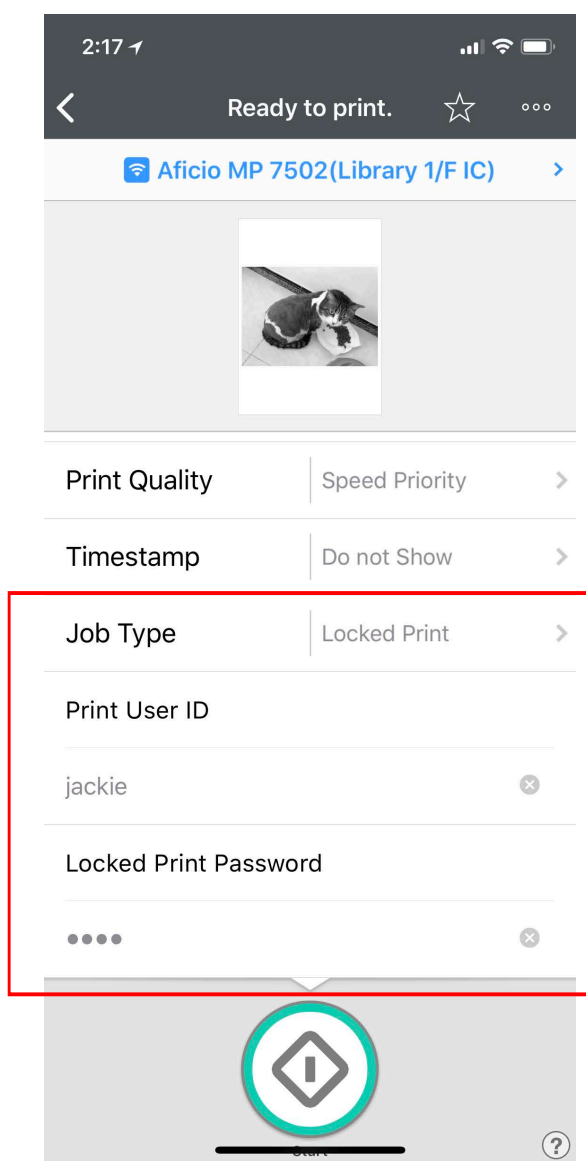 2:17
Ready to print.
Aficio MP 7502(Library 1/F IC)
Print Quality Speed Priority
Timestamp Do not Show
Job Type Locked Print
Print User ID
jackie
Locked Print Password
••••
Start
?